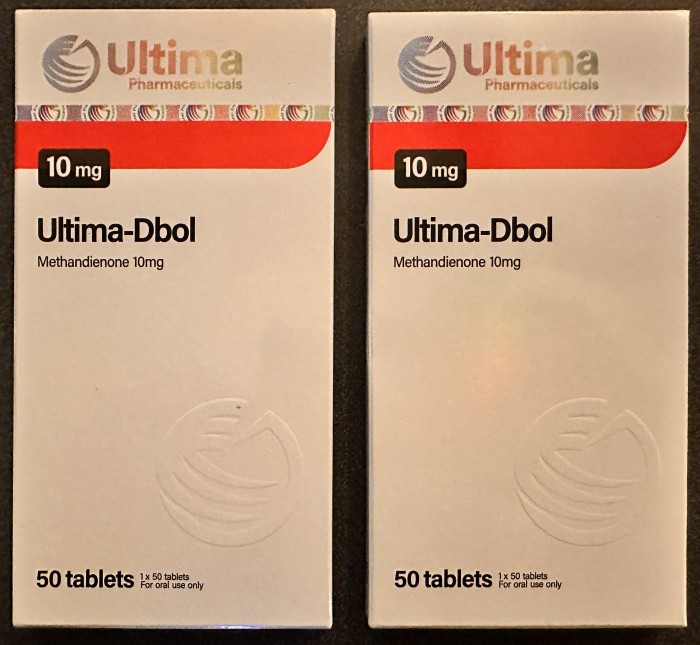 Ultima
Pharmaceuticals
10 mg
Ultima-Dbol
Methandienone 10mg
50 tablets
1 x 50 tablets
For oral use only
Ultima
Pharmaceuticals
10 mg
Ultima-Dbol
Methandienone 10mg
50 tablets
1 x 50 tablets
For oral use only